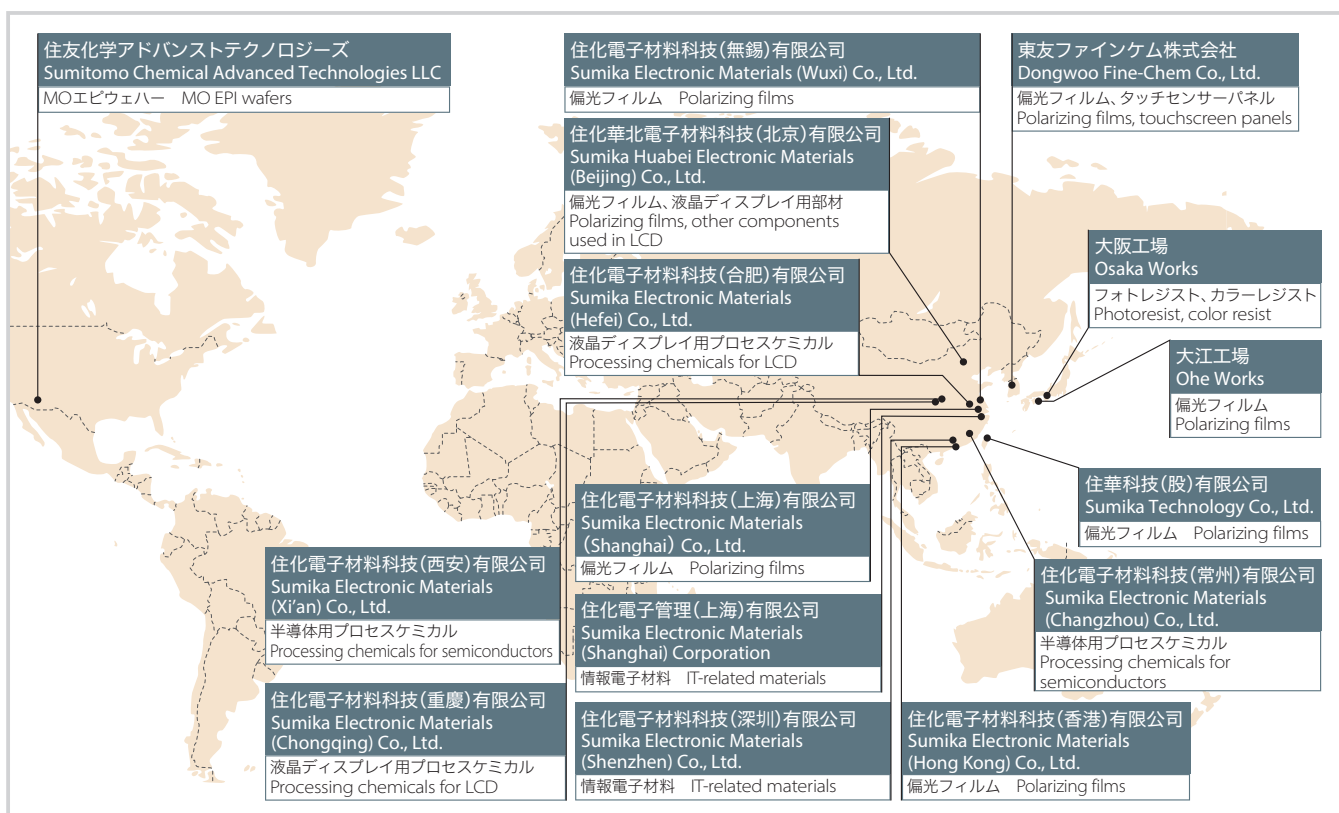 住友化学アドバンストテクノロジーズ
Sumitomo Chemical Advanced Technologies LLC
MOエピウェハー MO EPI wafers
住化電子材料科技(無錫)有限公司
Sumika Electronic Materials (Wuxi) Co., Ltd.
偏光フィルム Polarizing films
東友ファインケム株式会社
Dongwoo Fine-Chem Co., Ltd.
偏光フィルム、タッチセンサーパネル
Polarizing films, touchscreen panels
住化華北電子材料科技(北京)有限公司
Sumika Huabei Electronic Materials
(Beijing) Co., Ltd.
偏光フィルム、液晶ディスプレイ用部材
Polarizing films, other components
used in LCD
大阪工場
Osaka Works
フォトレジスト、カラーレジスト
Photoresist, color resist
住化電子材料科技(合肥)有限公司
Sumika Electronic Materials
(Hefei) Co., Ltd.
液晶ディスプレイ用プロセスケミカル
Processing chemicals for LCD
大江工場
Ohe Works
偏光フィルム
Polarizing films
住華科技(股)有限公司
Sumika Technology Co., Ltd.
偏光フィルム Polarizing films
住化電子材料科技(上海)有限公司
Sumika Electronic Materials
(Shanghai) Co., Ltd.
偏光フィルム Polarizing films
住化電子材料科技(西安)有限公司
Sumika Electronic Materials
(Xi'an) Co., Ltd.
半導体用プロセスケミカル
Processing chemicals for semiconductors
住化電子管理(上海)有限公司
Sumika Electronic Materials
(Shanghai) Corporation
情報電子材料 IT-related materials
住化電子材料科技(常州)有限公司
Sumika Electronic Materials
(Changzhou) Co., Ltd.
半導体用プロセスケミカル
Processing chemicals for
semiconductors
住化電子材料科技(重慶)有限公司
Sumika Electronic Materials
(Chongqing) Co., Ltd.
液晶ディスプレイ用プロセスケミカル
Processing chemicals for LCD
住化電子材料科技(深圳)有限公司
Sumika Electronic Materials
(Shenzhen) Co., Ltd.
情報電子材料 IT-related materials
住化電子材料科技(香港)有限公司
Sumika Electronic Materials
(Hong Kong) Co., Ltd.
偏光フィルム Polarizing films